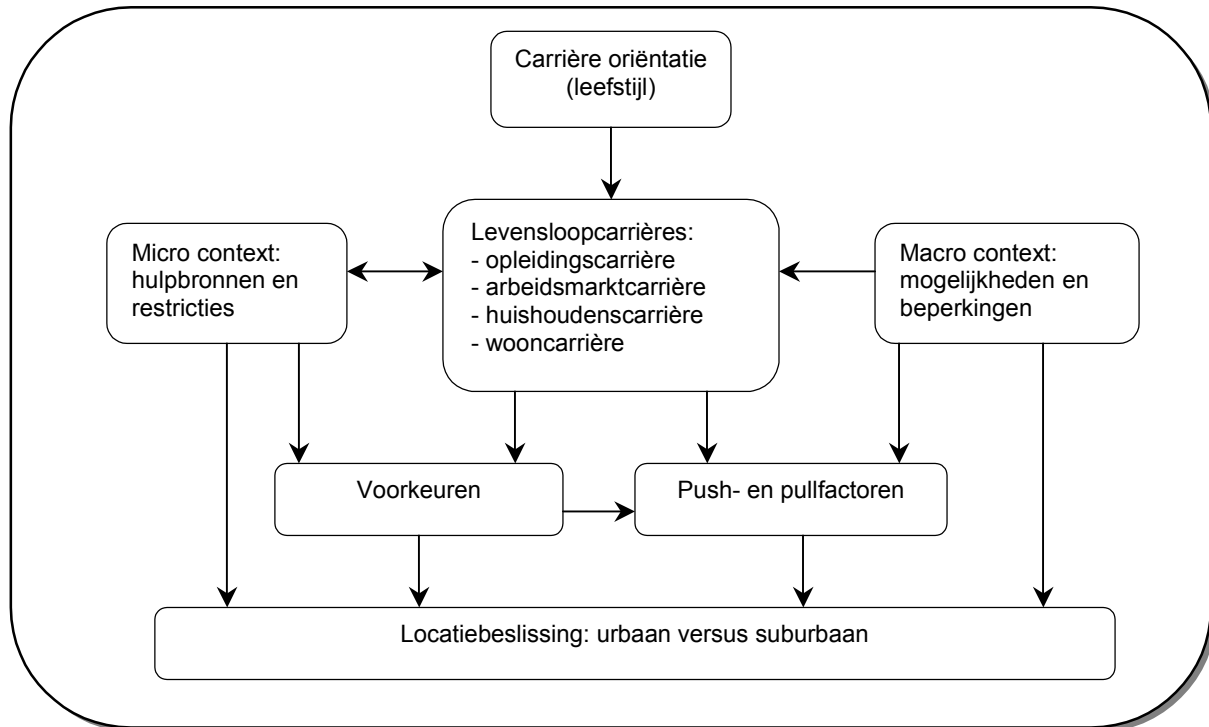 Carrière oriëntatie
(leefstijl)
Micro context:
hulpbronnen en
restricties
Levensloopcarrières:
- opleidingscarrière
- arbeidsmarktcarrière
- huishoudenscarrière
- wooncarrière
Macro context:
mogelijkheden en
beperkingen
Voorkeuren
Push- en pullfactoren
Locatiebeslissing: urbaan versus suburbaan